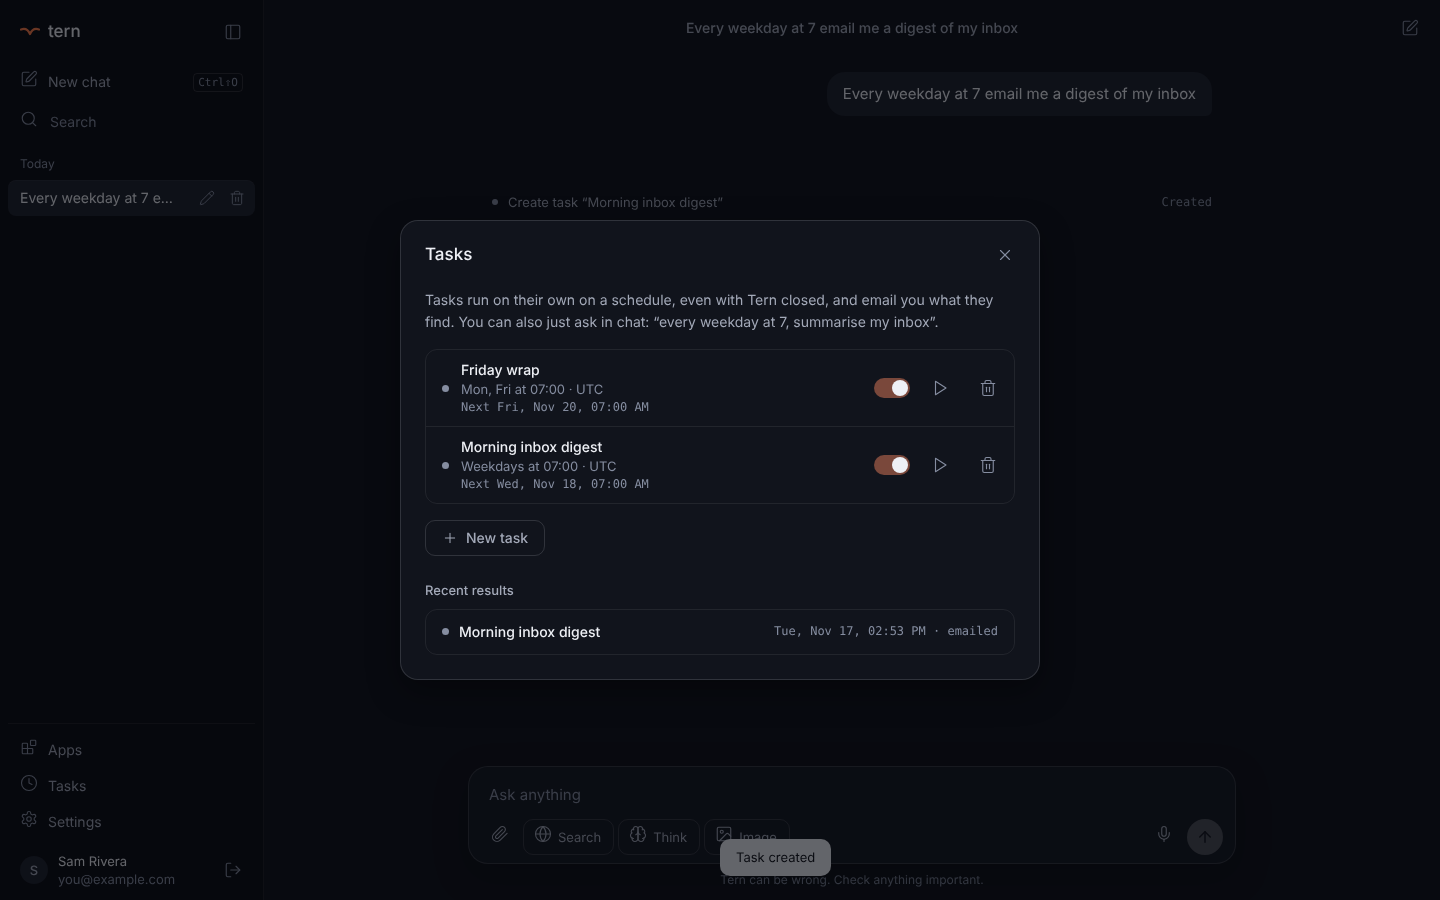 tern
Every weekday at 7 email me a digest of my inbox
New chat
Ctrl⇧O
Search
Today
Every weekday at 7 e...
Every weekday at 7 email me a digest of my inbox
Create task “Morning inbox digest”
Created
Tasks
Tasks run on their own on a schedule, even with Tern closed, and email you what they
find. You can also just ask in chat: “every weekday at 7, summarise my inbox”.
Friday wrap
Mon, Fri at 07:00 · UTC
Next Fri, Nov 20, 07:00 AM
Morning inbox digest
Weekdays at 07:00 · UTC
Next Wed, Nov 18, 07:00 AM
New task
Recent results
Morning inbox digest
Tue, Nov 17, 02:53 PM · emailed
Apps
Tasks
Settings
S
Sam Rivera
you@example.com
Ask anything
Search
Think
Image
Task created
Tern can be wrong. Check anything important.